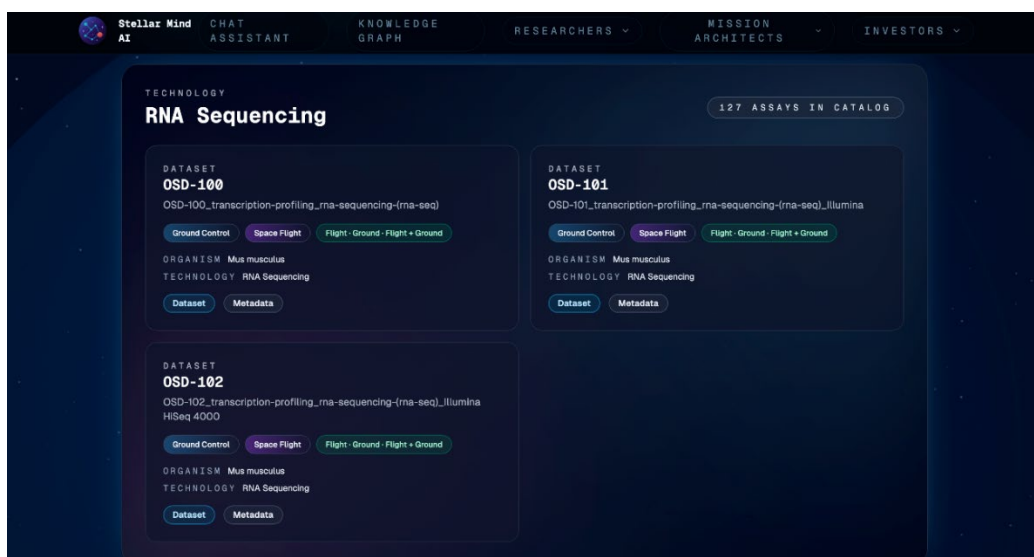 Stellar Mind AI
CHAT ASSISTANT
KNOWLEDGE GRAPH
RESEARCHERS
MISSION ARCHITECTS
INVESTORS
TECHNOLOGY
RNA Sequencing
127 ASSAYS IN CATALOG
DATASET
OSD-100
OSD-100_transcription-profiling_rna-sequencing-(rna-seq)
Ground Control Space Flight Flight · Ground · Flight + Ground
ORGANISM Mus musculus
TECHNOLOGY RNA Sequencing
Dataset Metadata
DATASET
OSD-101
OSD-101_transcription-profiling_rna-sequencing-(rna-seq)_Illumina
Ground Control Space Flight Flight · Ground · Flight + Ground
ORGANISM Mus musculus
TECHNOLOGY RNA Sequencing
Dataset Metadata
DATASET
OSD-102
OSD-102_transcription-profiling_rna-sequencing-(rna-seq)_Illumina
HiSeq 4000
Ground Control Space Flight Flight · Ground · Flight + Ground
ORGANISM Mus musculus
TECHNOLOGY RNA Sequencing
Dataset Metadata